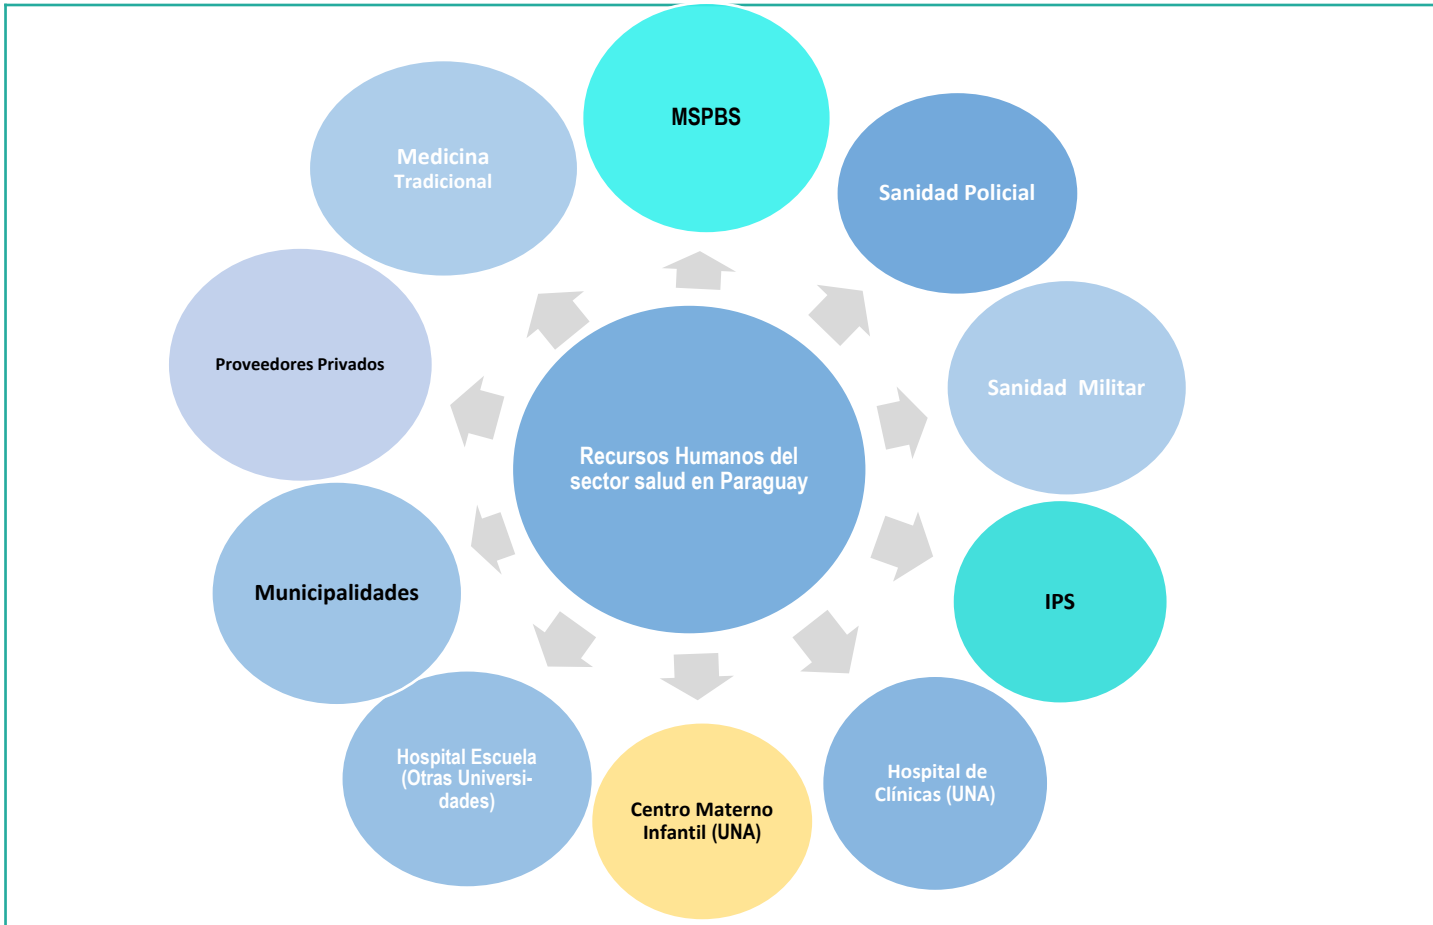 MSPBS
Medicina
Tradicional
Sanidad Policial
Proveedores Privados
Sanidad Militar
Recursos Humanos del
sector salud en Paraguay
Municipalidades
IPS
Hospital Escuela
(Otras Universi-
dades)
Centro Materno
Infantil (UNA)
Hospital de
Clínicas (UNA)